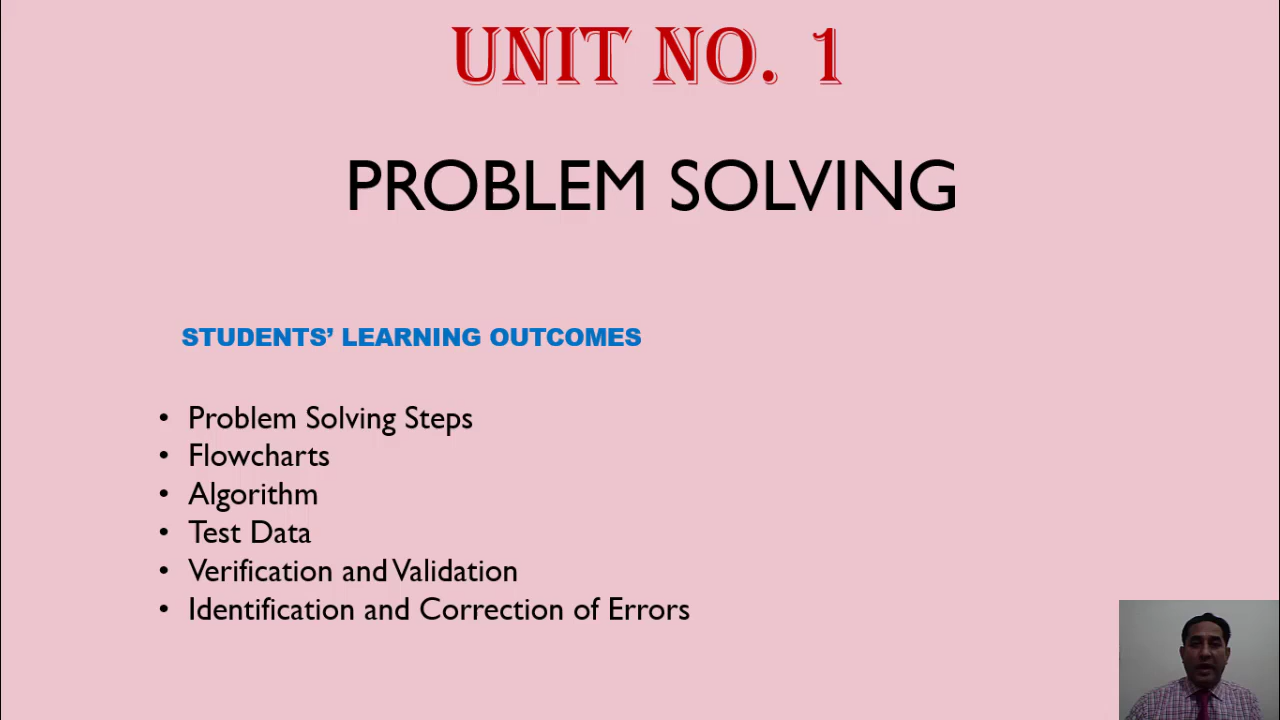 UNIT NO. 1
PROBLEM SOLVING
STUDENTS’ LEARNING OUTCOMES
• Problem Solving Steps
• Flowcharts
• Algorithm
• Test Data
• Verification and Validation
• Identification and Correction of Errors